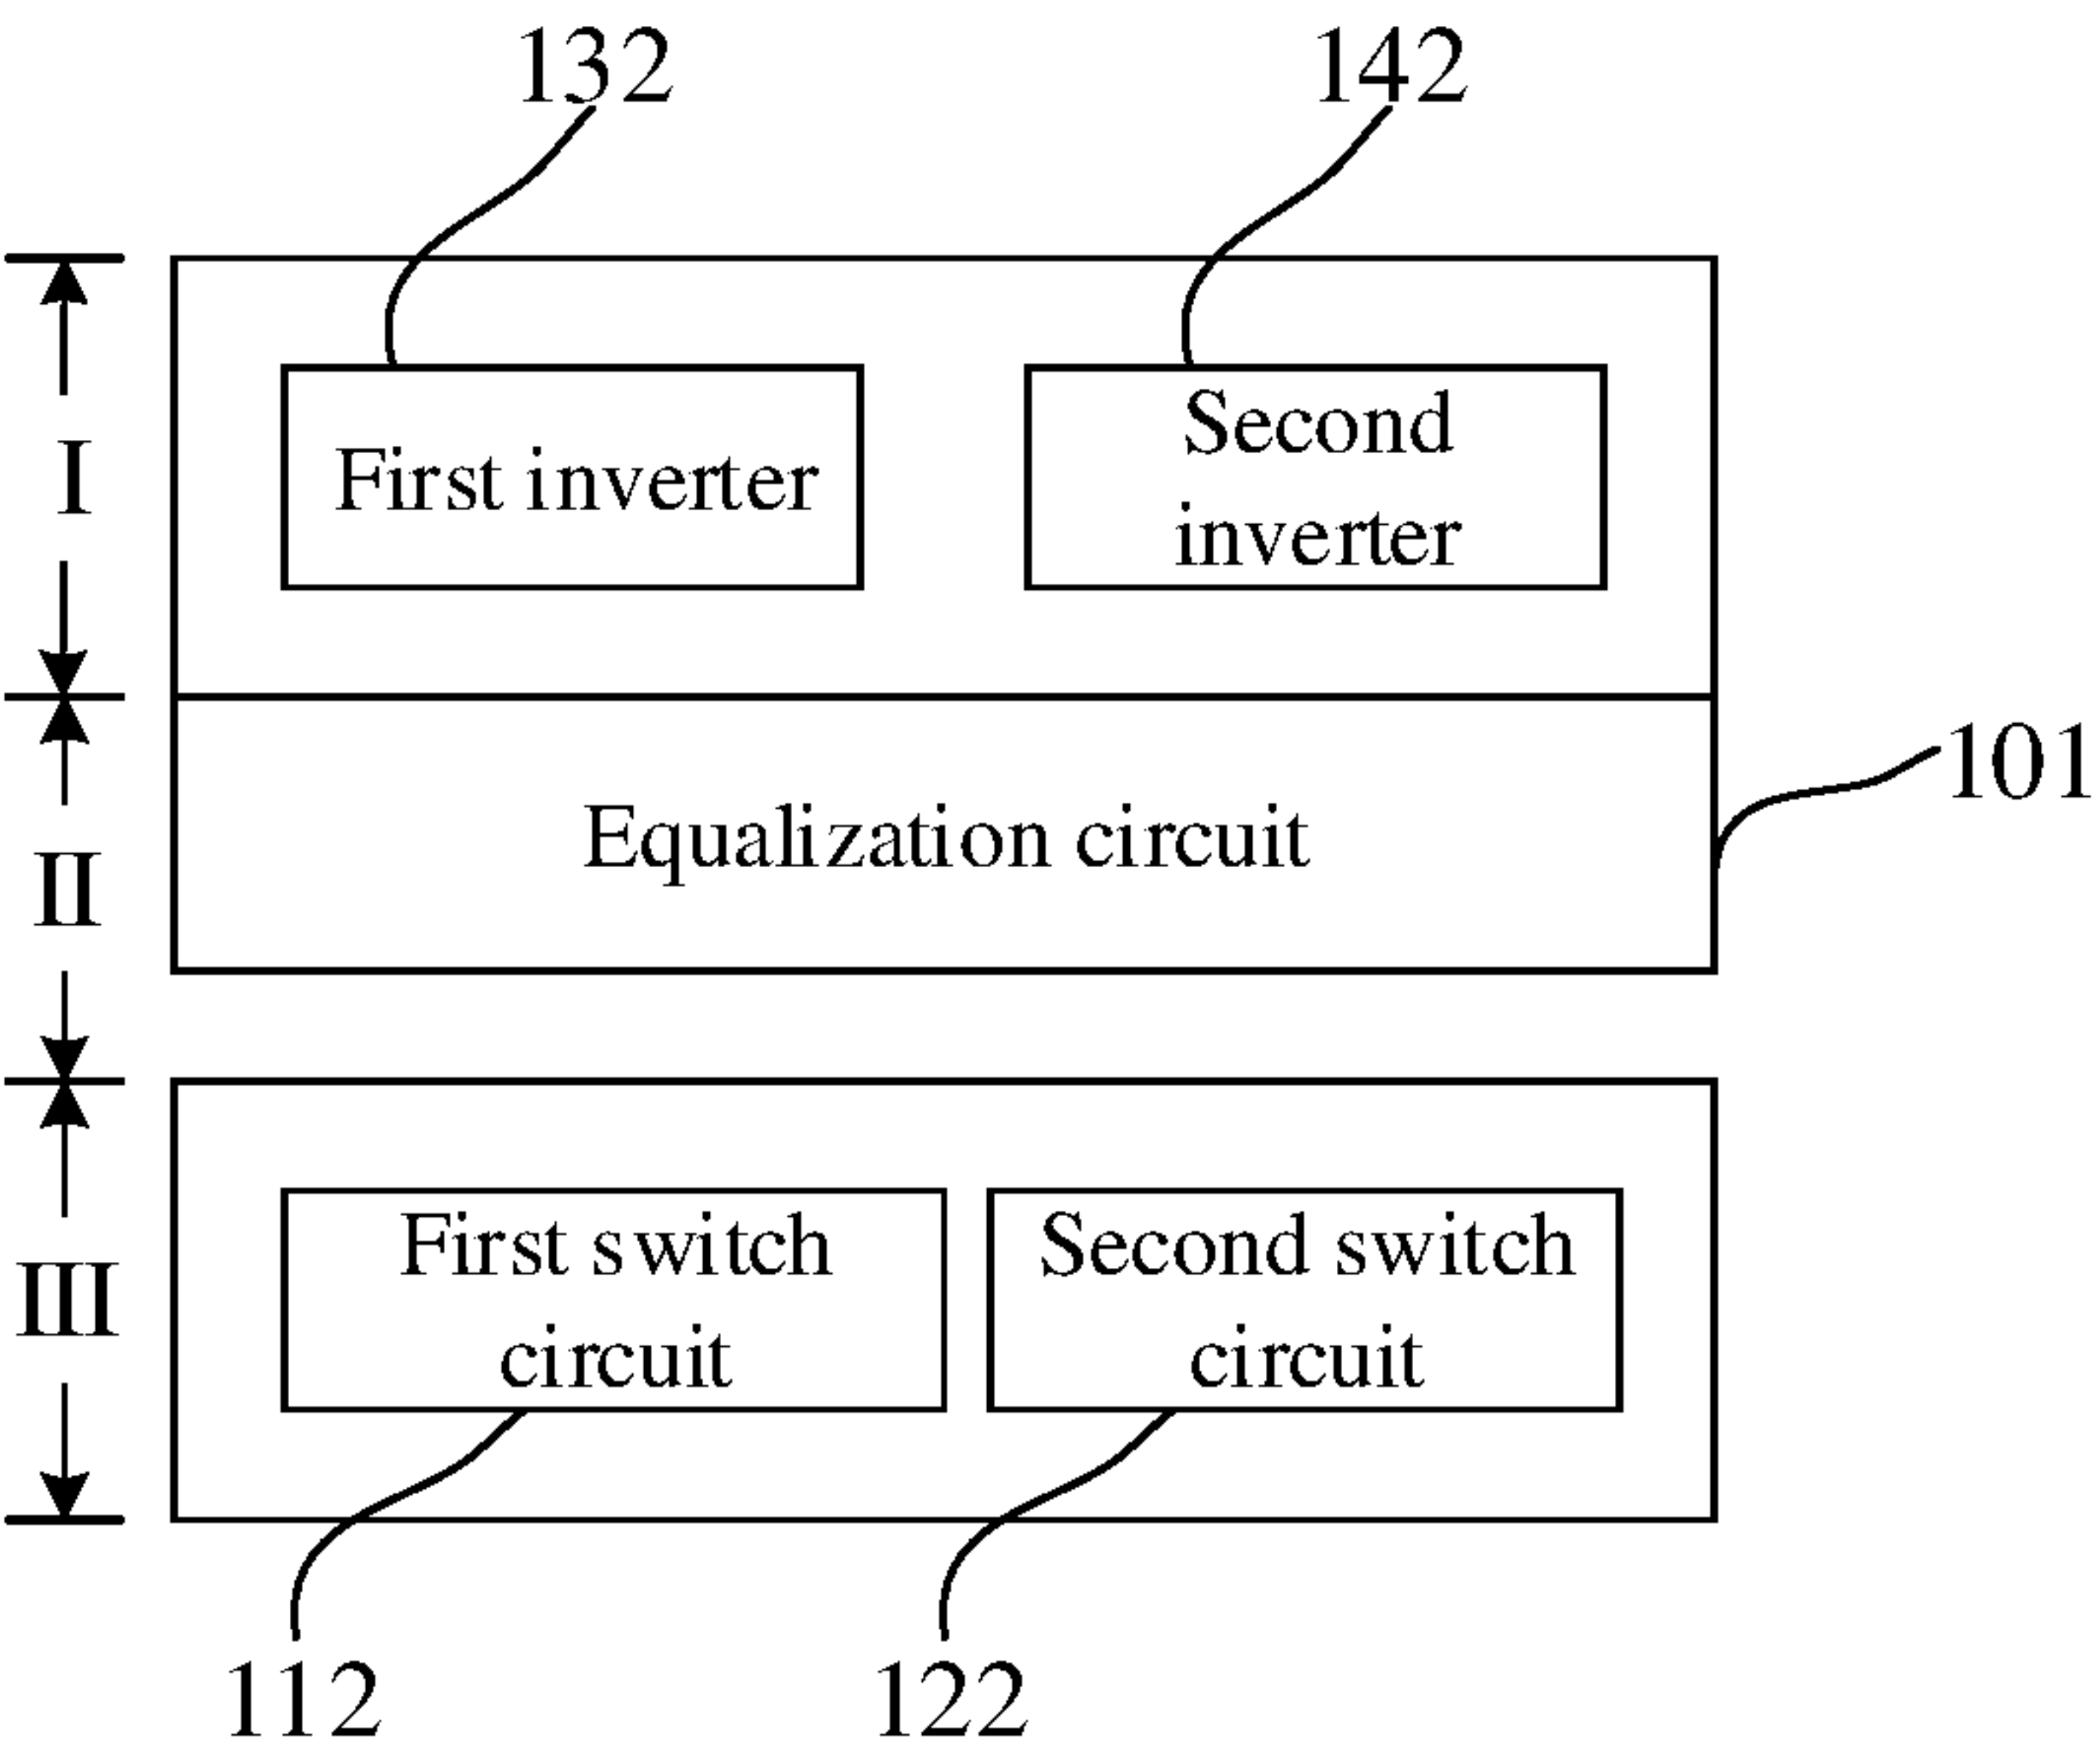 132
142
I
First inverter
Second
inverter
101
II
Equalization circuit
III
First switch
circuit
Second switch
circuit
112
122